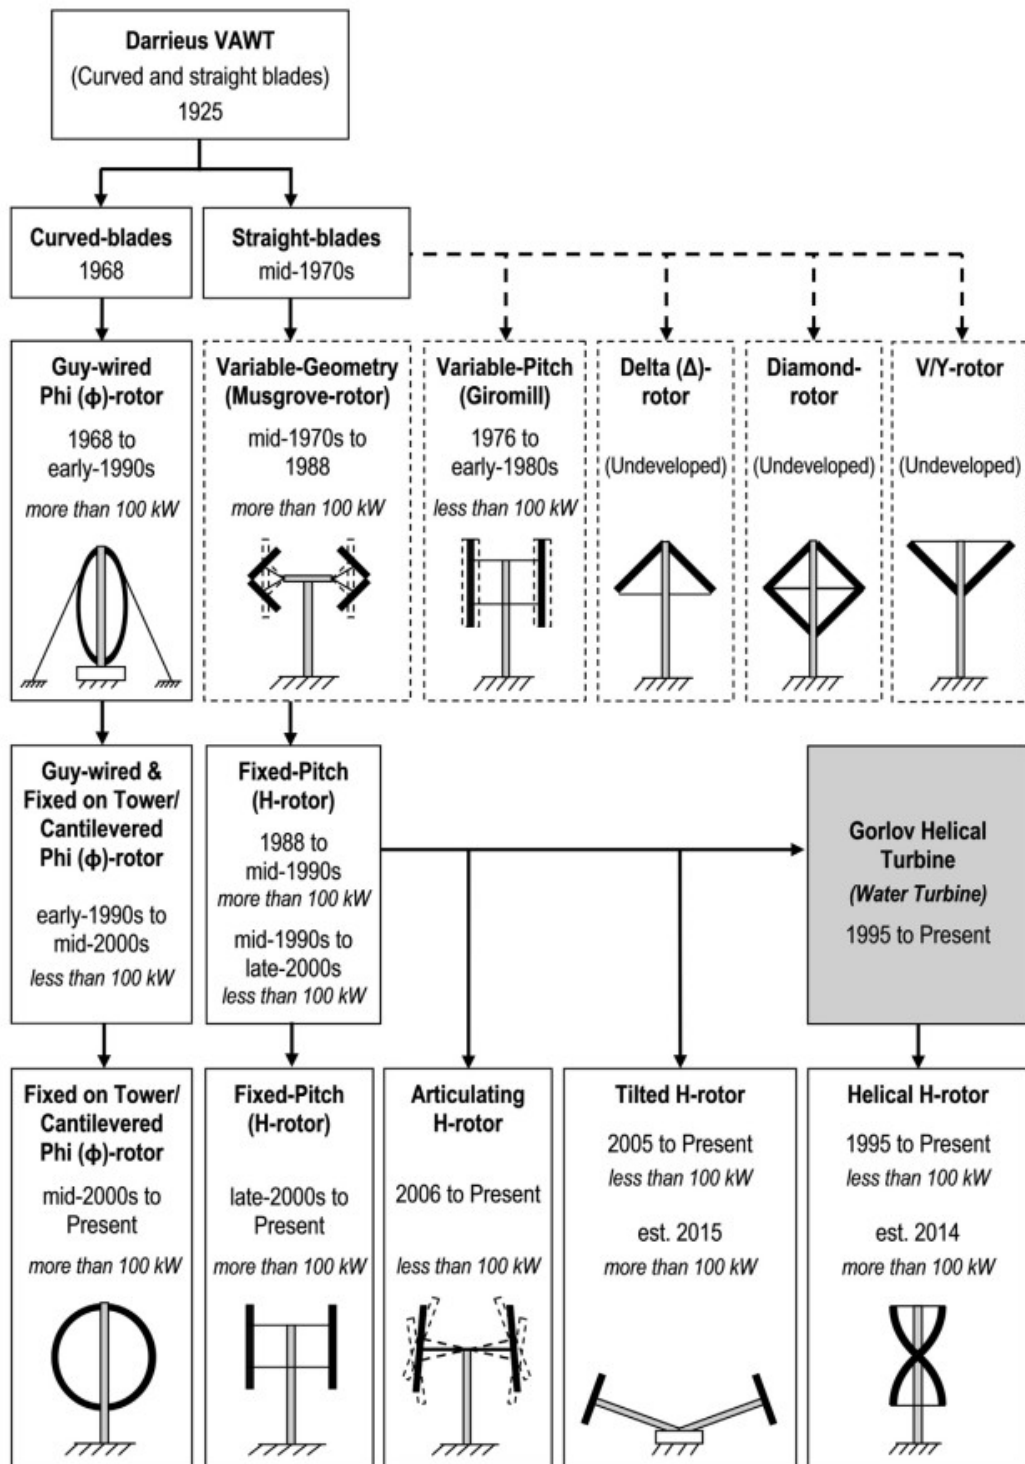 Darrieus VAWT
(Curved and straight blades)
1925
Curved-blades
1968
Straight-blades
mid-1970s
Guy-wired
Phi (ϕ)-rotor
1968 to
early-1990s
more than 100 kW
Variable-Geometry
(Musgrove-rotor)
mid-1970s to
1988
more than 100 kW
Variable-Pitch
(Giromill)
1976 to
early-1980s
less than 100 kW
Delta (Δ)-
rotor
(Undeveloped)
Diamond-
rotor
(Undeveloped)
V/Y-rotor
(Undeveloped)
Guy-wired &
Fixed on Tower/
Cantilevered
Phi (ϕ)-rotor
early-1990s to
mid-2000s
less than 100 kW
Fixed-Pitch
(H-rotor)
1988 to
mid-1990s
more than 100 kW
mid-1990s to
late-2000s
less than 100 kW
Gorlov Helical
Turbine
(Water Turbine)
1995 to Present
Fixed on Tower/
Cantilevered
Phi (ϕ)-rotor
mid-2000s to
Present
more than 100 kW
Fixed-Pitch
(H-rotor)
late-2000s to
Present
more than 100 kW
Articulating
H-rotor
2006 to Present
less than 100 kW
Tilted H-rotor
2005 to Present
less than 100 kW
est. 2015
more than 100 kW
Helical H-rotor
1995 to Present
less than 100 kW
est. 2014
more than 100 kW